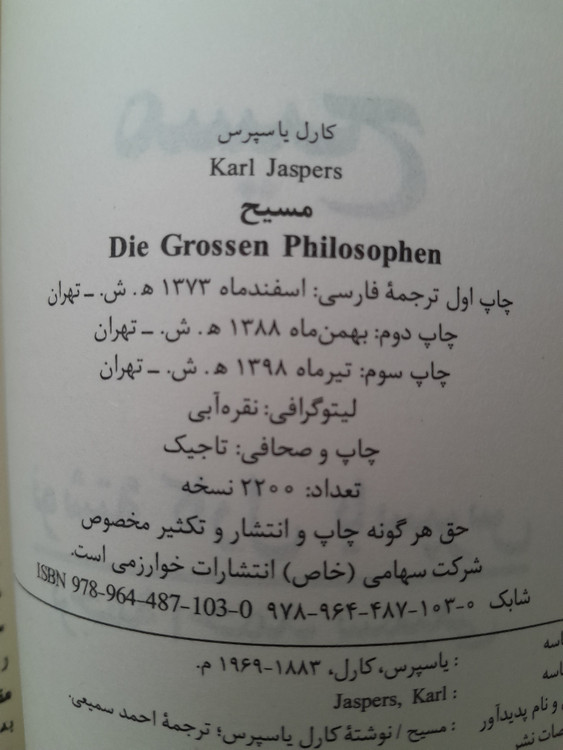 کارل یاسپرس
Karl Jaspers
مسیح
Die Grossen Philosophen
چاپ اول ترجمهٔ فارسی: اسفندماه ۱۳۷۳ ه‍. ش. ـ تهران
چاپ دوم: بهمن‌ماه ۱۳۸۸ ه‍. ش. ـ تهران
چاپ سوم: تیرماه ۱۳۹۸ ه‍. ش. ـ تهران
لیتوگرافی: نقره‌آبی
چاپ و صحافی: تاجیک
تعداد: ۲۲۰۰ نسخه
حق هر گونه چاپ و انتشار و تکثیر مخصوص
شرکت سهامی (خاص) انتشارات خوارزمی است.
شابک ۹۷۸-۹۶۴-۴۸۷-۱۰۳-۰ ISBN 978-964-487-103-0
: یاسپرس، کارل، ۱۸۸۳-۱۹۶۹ م.
Jaspers, Karl :
و نام پدیدآور : مسیح / نوشتهٔ کارل یاسپرس؛ ترجمهٔ احمد سمیعی.